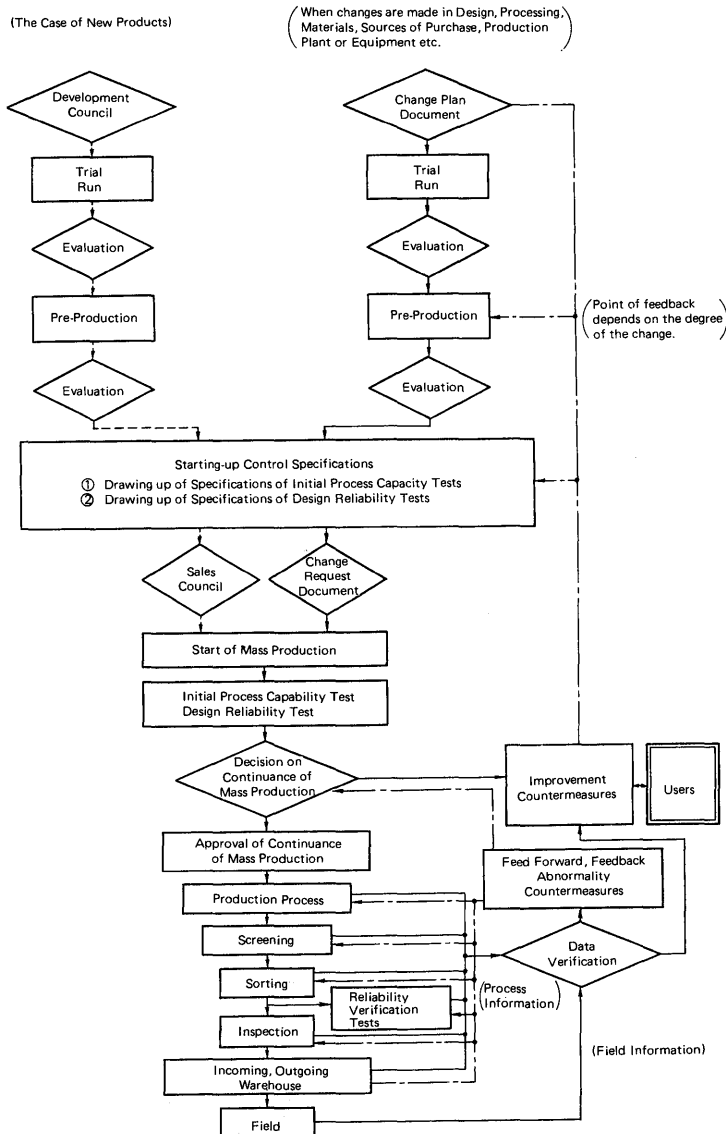 (The Case of New Products)
(When changes are made in Design, Processing,
Materials, Sources of Purchase, Production
Plant or Equipment etc.)
Development
Council
Change Plan
Document
Trial
Run
Trial
Run
Evaluation
Evaluation
Pre-Production
Pre-Production
(Point of feedback
depends on the degree
of the change.)
Evaluation
Evaluation
Starting-up Control Specifications
① Drawing up of Specifications of Initial Process Capacity Tests
② Drawing up of Specifications of Design Reliability Tests
Sales
Council
Change
Request
Document
Start of Mass Production
Initial Process Capability Test
Design Reliability Test
Decision on
Continuance of
Mass Production
Improvement
Countermeasures
Users
Approval of Continuance
of Mass Production
Feed Forward, Feedback
Abnormality
Countermeasures
Production Process
Screening
Data
Verification
Sorting
(Process
Information)
Reliability
Verification
Tests
Inspection
(Field Information)
Incoming, Outgoing
Warehouse
Field